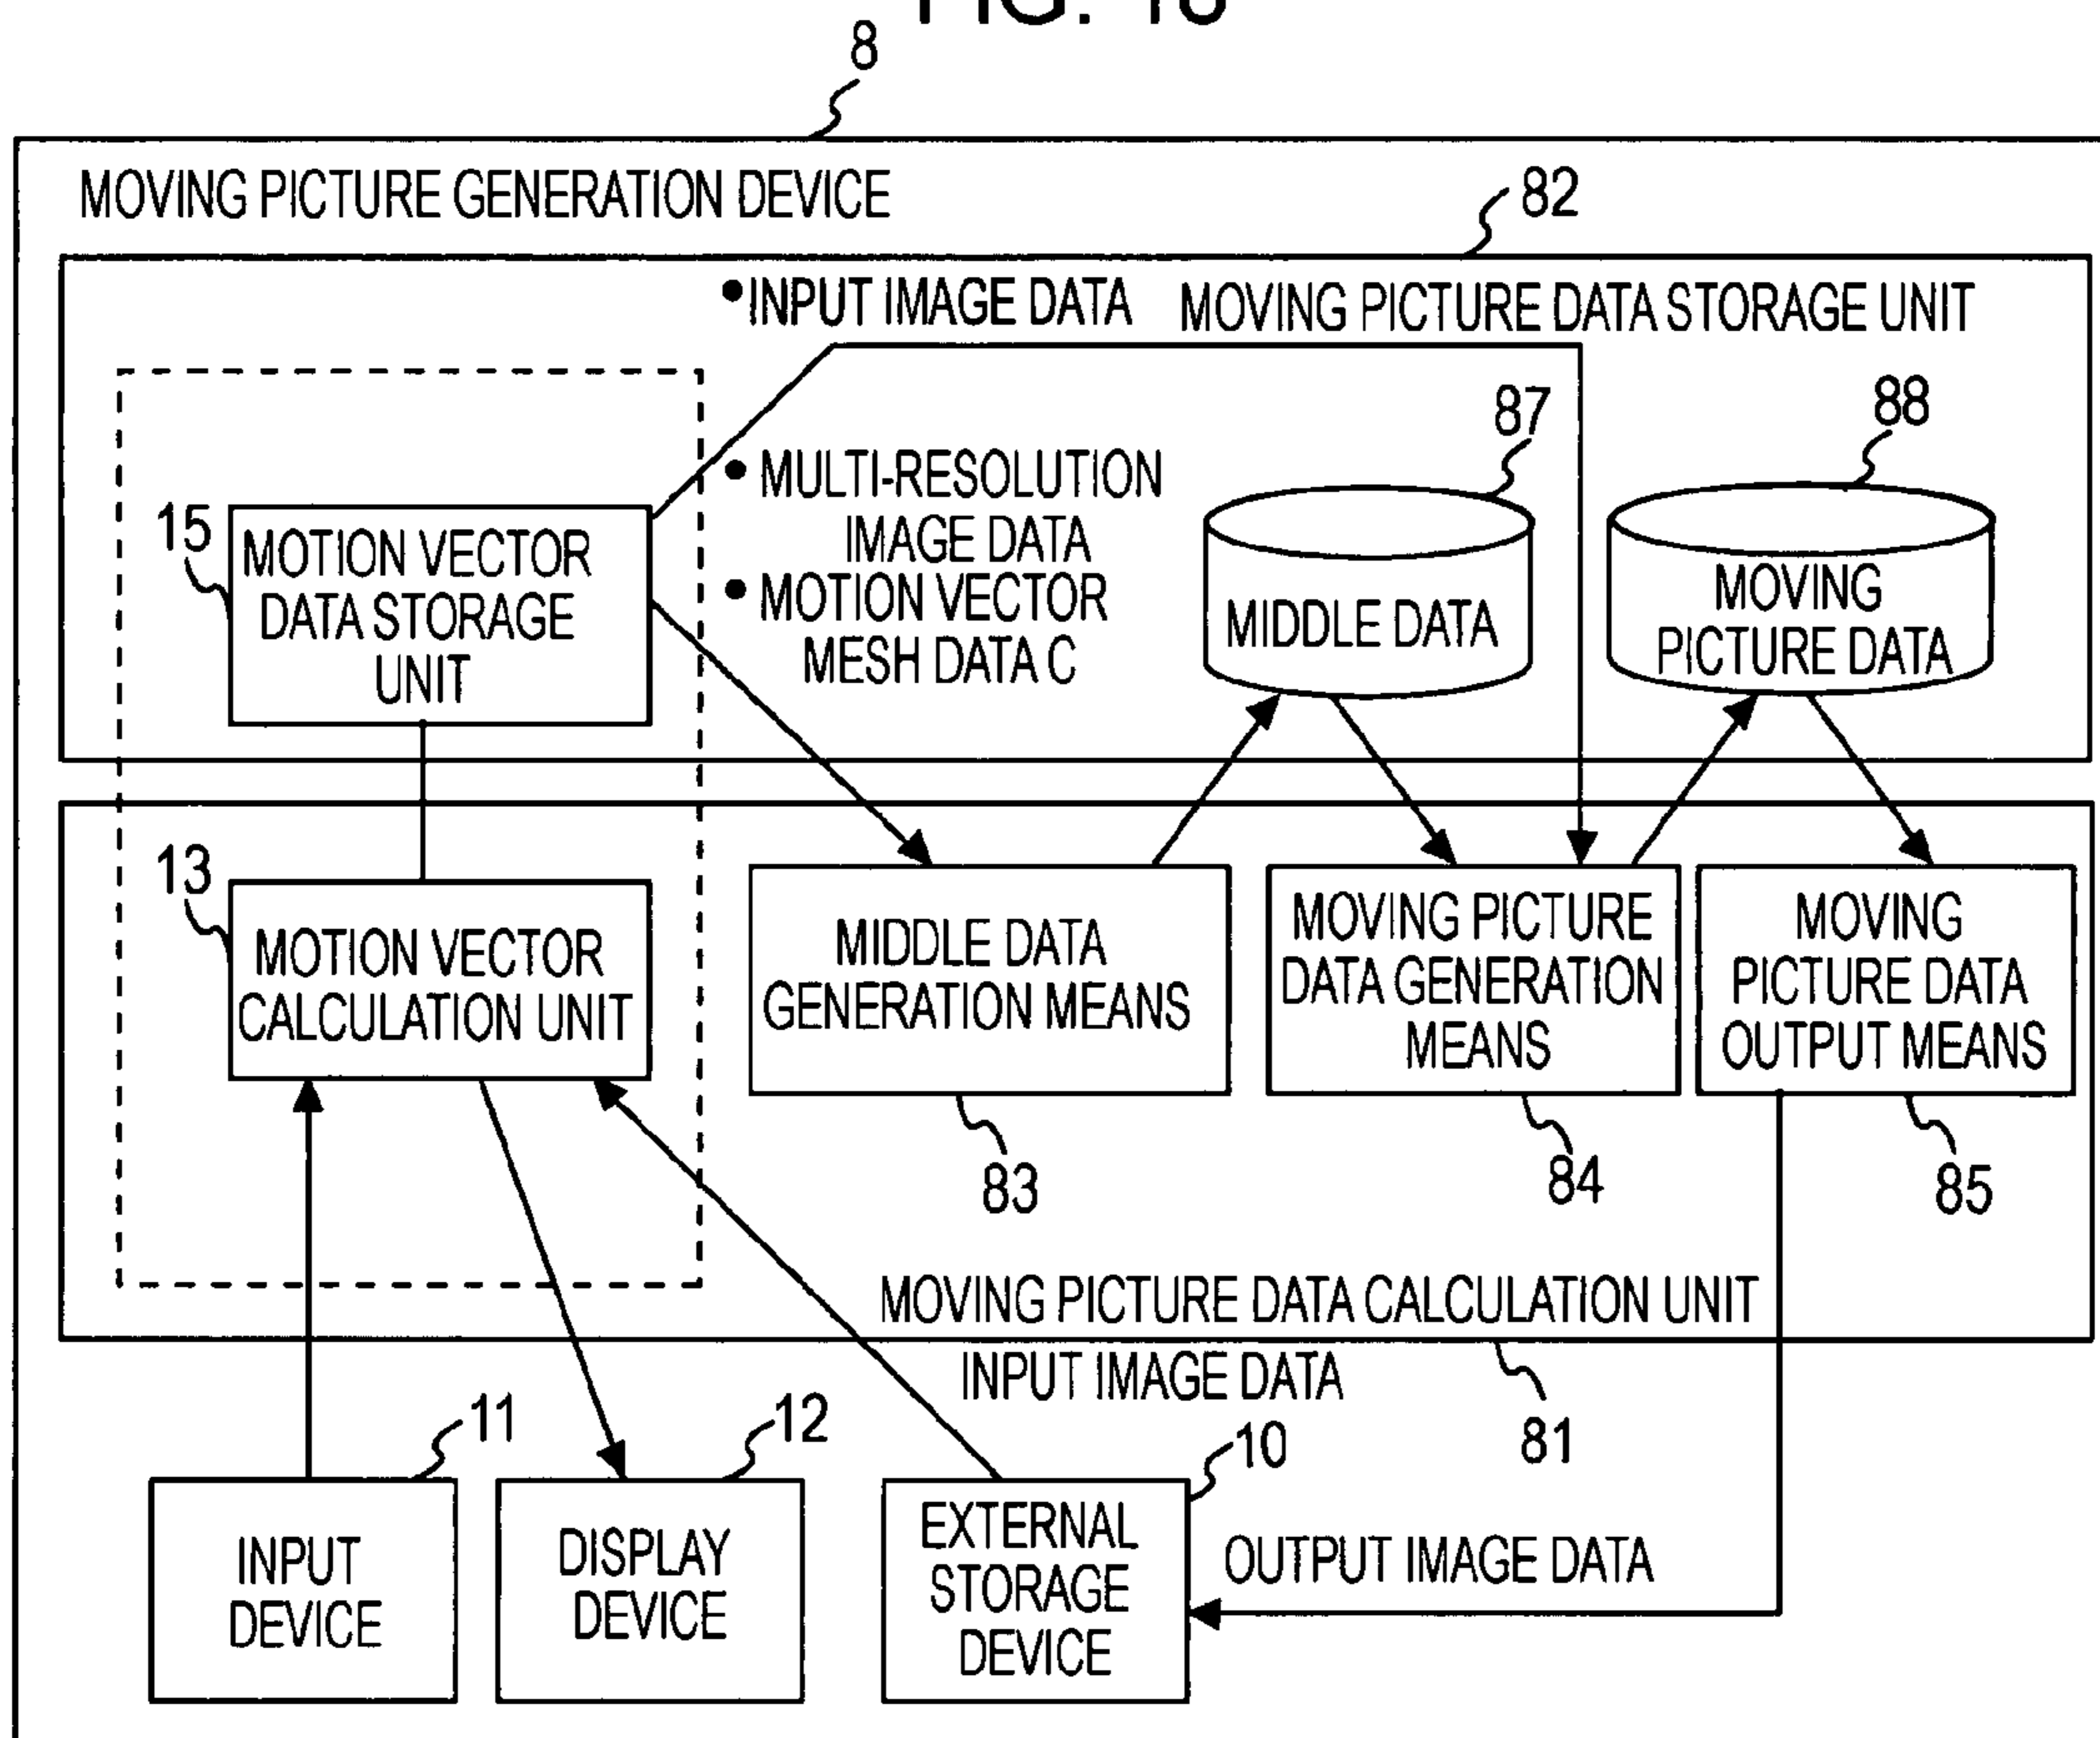 8
MOVING PICTURE GENERATION DEVICE
82
•INPUT IMAGE DATA
MOVING PICTURE DATA STORAGE UNIT
87
88
15
MOTION VECTOR
DATA STORAGE
UNIT
• MULTI-RESOLUTION
IMAGE DATA
• MOTION VECTOR
MESH DATA C
MIDDLE DATA
MOVING
PICTURE DATA
13
MOTION VECTOR
CALCULATION UNIT
MIDDLE DATA
GENERATION MEANS
MOVING PICTURE
DATA GENERATION
MEANS
MOVING
PICTURE DATA
OUTPUT MEANS
83
84
85
MOVING PICTURE DATA CALCULATION UNIT
INPUT IMAGE DATA
81
11
12
10
INPUT
DEVICE
DISPLAY
DEVICE
EXTERNAL
STORAGE
DEVICE
OUTPUT IMAGE DATA